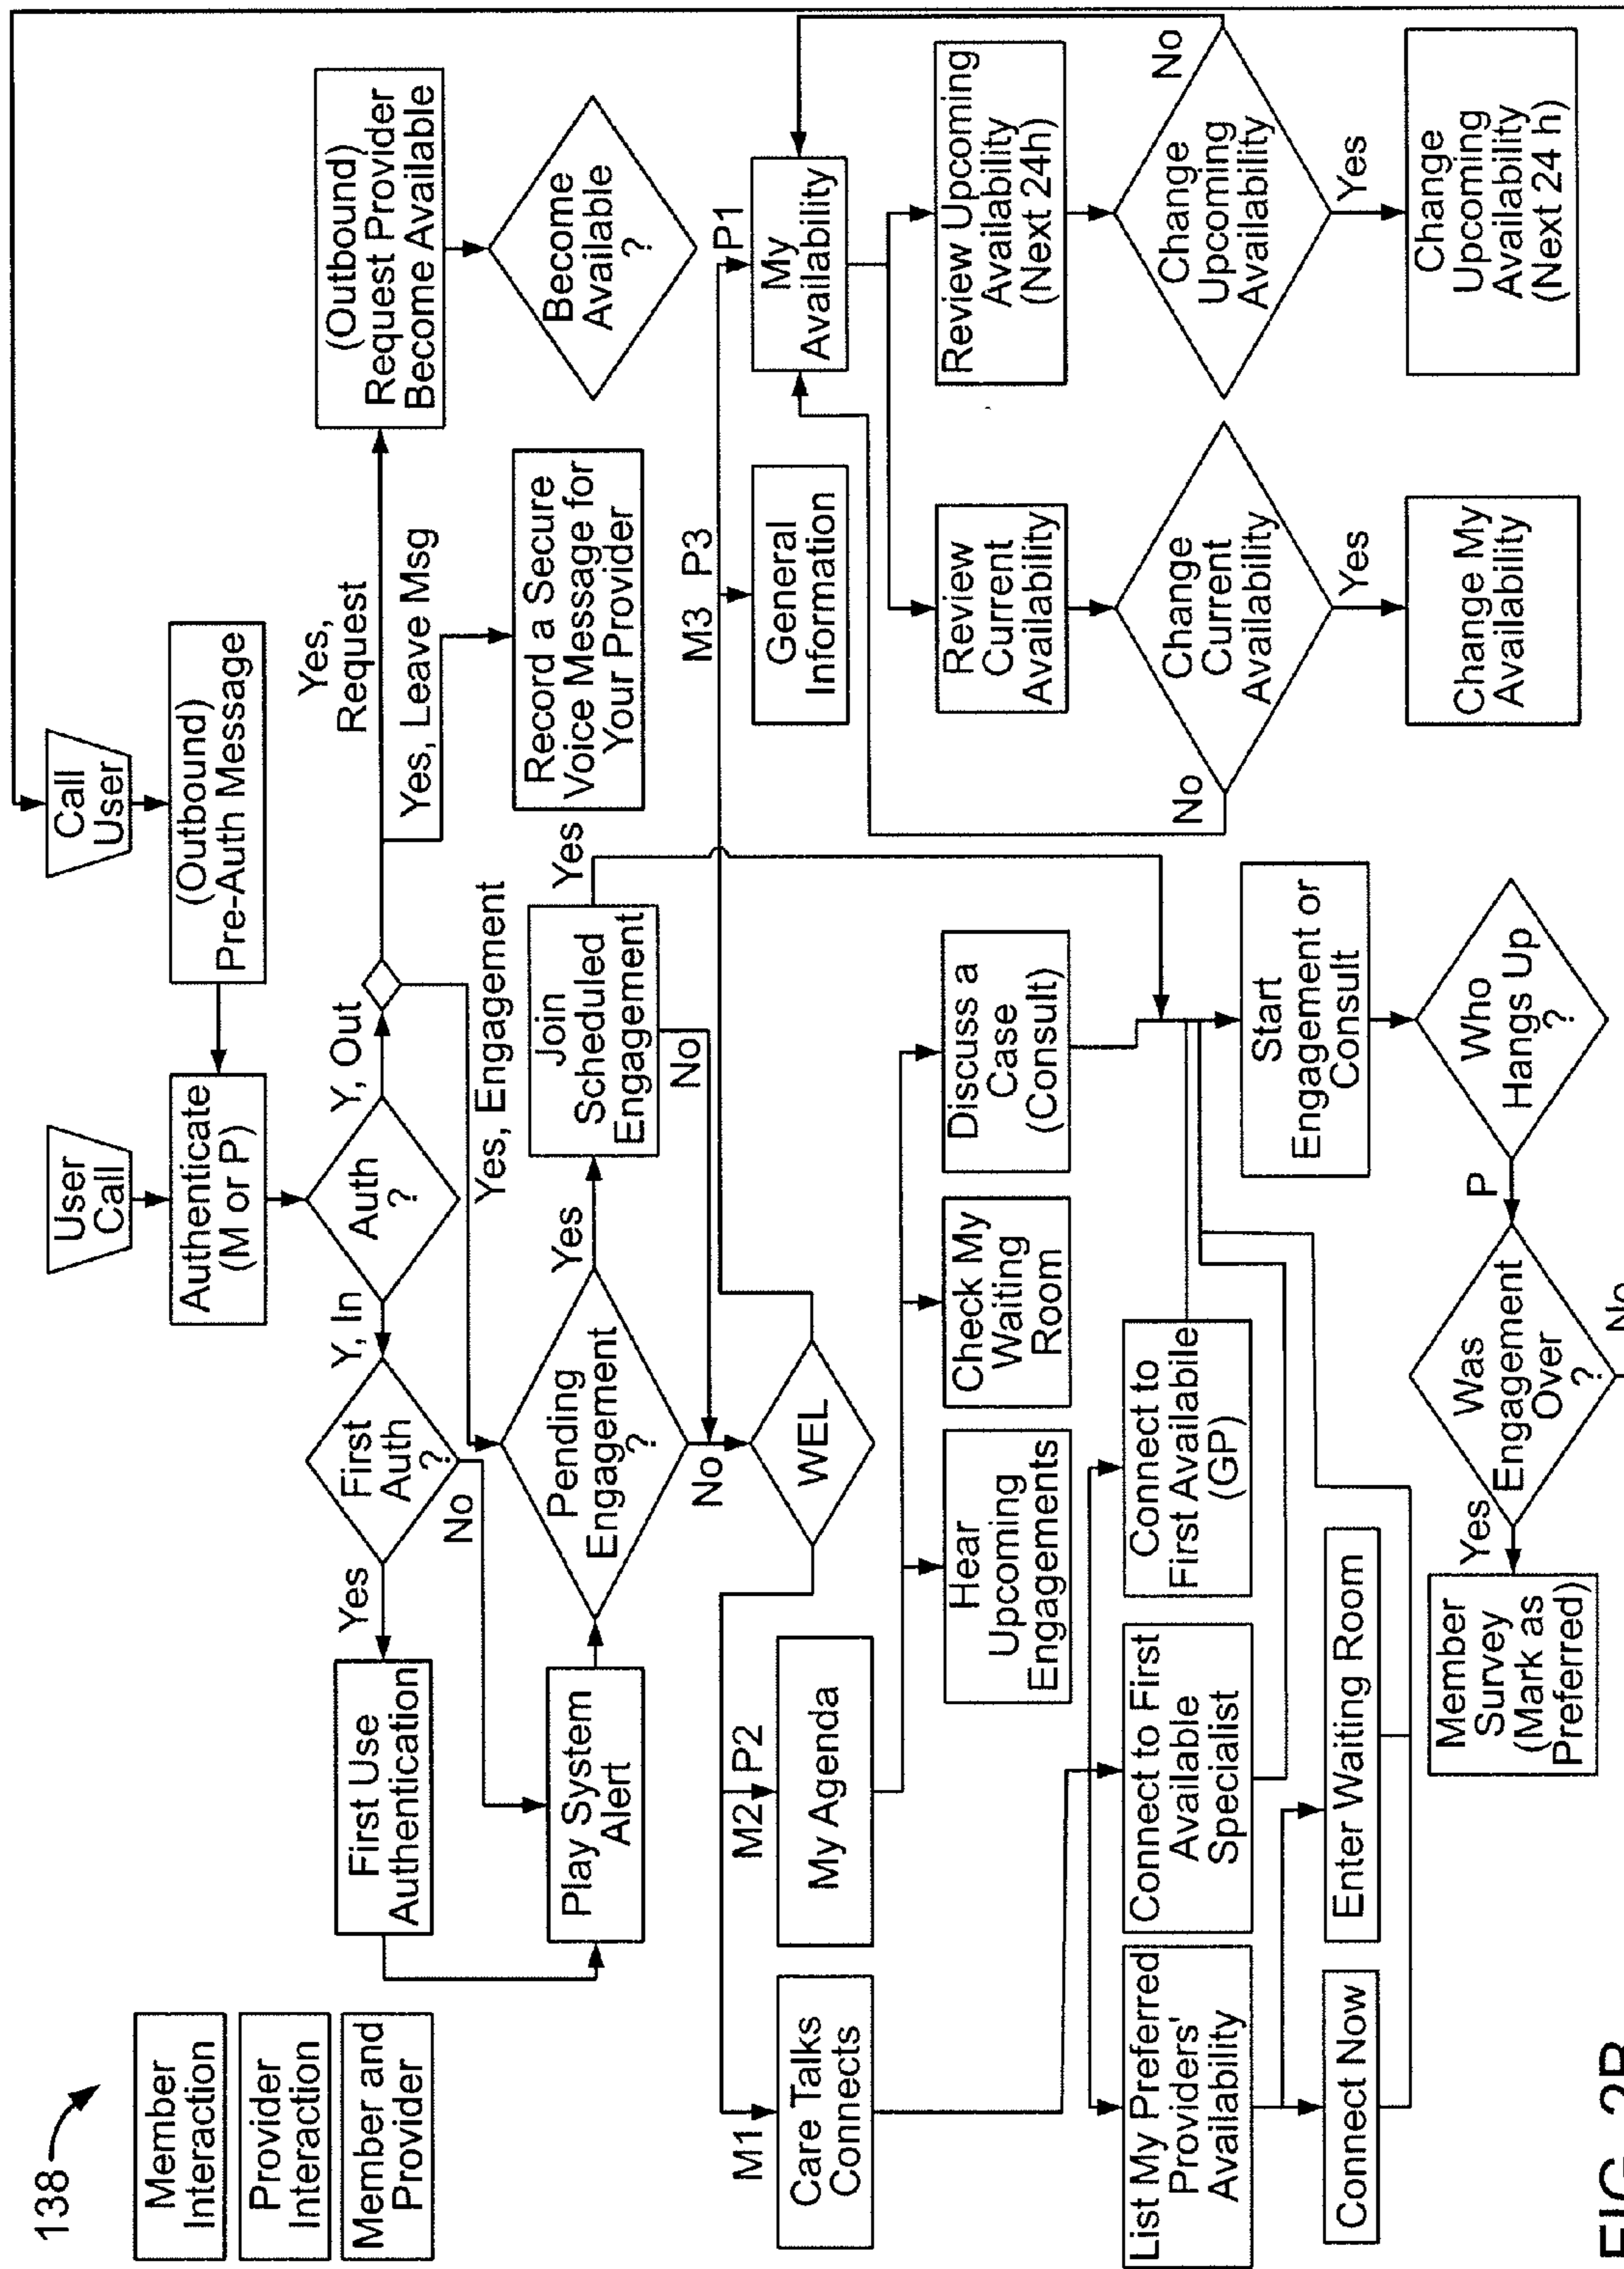 138
Member
Interaction
Provider
Interaction
Member and
Provider
User
Call
Call
User
Authenticate
(M or P)
(Outbound)
Pre-Auth Message
Y, In
Auth
?
Y, Out
Yes,
Request
Yes, Leave Msg
Yes, Engagement
(Outbound)
Request Provider
Become Available
Become
Available
?
Record a Secure
Voice Message for
Your Provider
First
Auth
?
Yes
No
First Use
Authentication
Play System
Alert
Pending
Engagement
?
Yes
No
Join
Scheduled
Engagement
Yes
No
WEL
M1
M2 P2
M3 P3
P1
Care Talks
Connects
My Agenda
General
Information
My
Availability
Hear
Upcoming
Engagements
Check My
Waiting
Room
Discuss a
Case
(Consult)
Review
Current
Availability
Review Upcoming
Availability
(Next 24h)
List My Preferred
Providers'
Availability
Connect to First
Available
Specialist
Connect to
First Availabile
(GP)
Change
Current
Availability
No
Yes
Change
Upcoming
Availability
No
Yes
Connect Now
Enter Waiting Room
Start
Engagement or
Consult
Change My
Availability
Change
Upcoming
Availability
(Next 24 h)
Who
Hangs Up
?
P
Was
Engagement
Over
?
Yes
No
Member
Survey
(Mark as
Preferred)
FIG. 2B